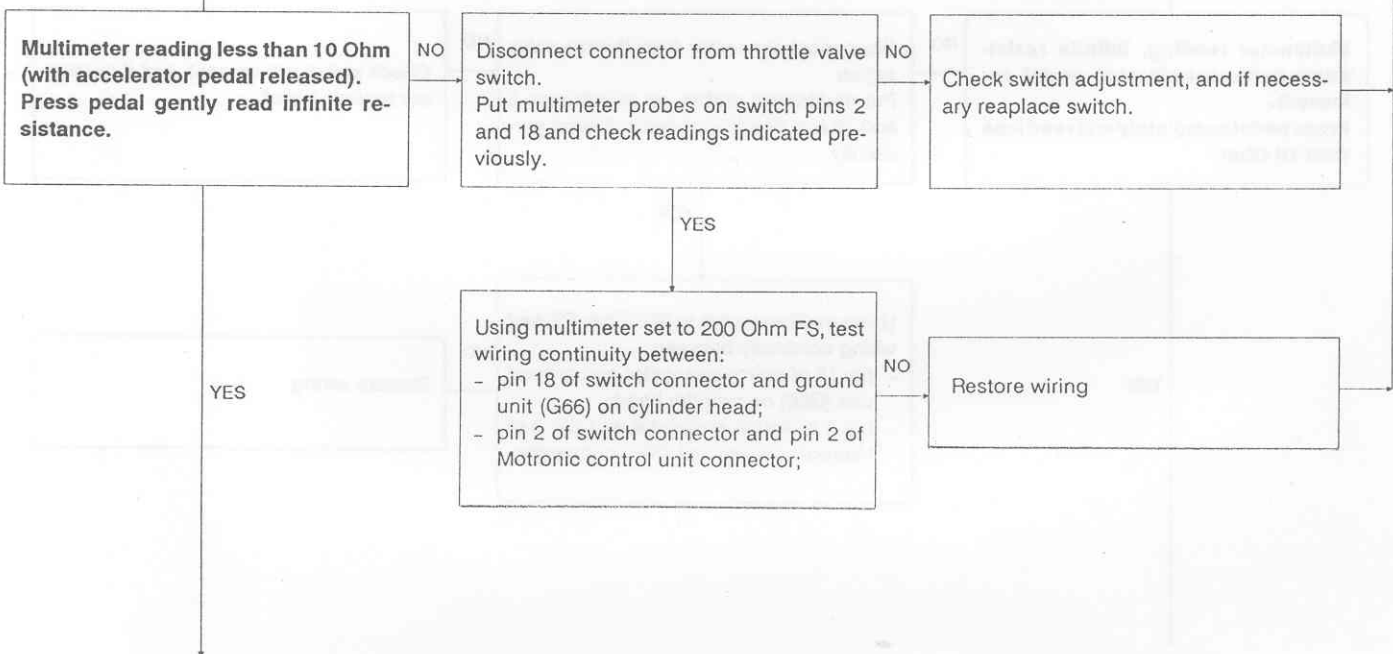 Multimeter reading less than 10 Ohm
(with accelerator pedal released).
Press pedal gently read infinite re-
sistance.
NO
Disconnect connector from throttle valve
switch.
Put multimeter probes on switch pins 2
and 18 and check readings indicated pre-
viously.
NO
Check switch adjustment, and if necess-
ary reaplace switch.
YES
YES
Using multimeter set to 200 Ohm FS, test
wiring continuity between:
- pin 18 of switch connector and ground
unit (G66) on cylinder head;
- pin 2 of switch connector and pin 2 of
Motronic control unit connector;
NO
Restore wiring